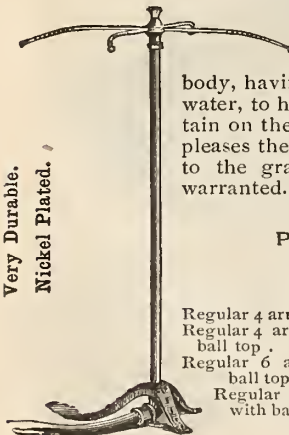 Very Durable.
Nickel Plated.
body, havi
water, to h
tain on the
pleases the
to the gra
warranted.
P
Regular 4 ar
Regular 4 ar
ball top .
Regular 6 a
ball top
Regular
with ba